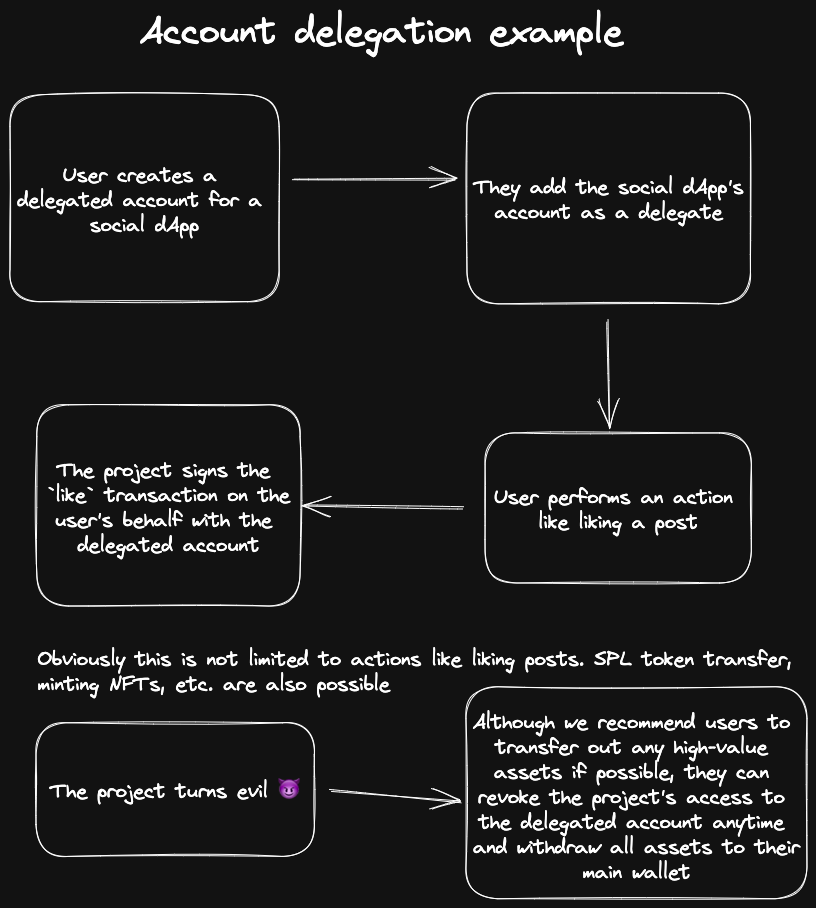 Account delegation example
User creates a
delegated account for a
social dApp
They add the social dApp's
account as a delegate
User performs an action
like liking a post
The project signs the
`like` transaction on the
user's behalf with the
delegated account
Obviously this is not limited to actions like liking posts. SPL token transfer,
minting NFTs, etc. are also possible
The project turns evil 😈
Although we recommend users to
transfer out any high-value
assets if possible, they can
revoke the project's access to
the delegated account anytime
and withdraw all assets to their
main wallet